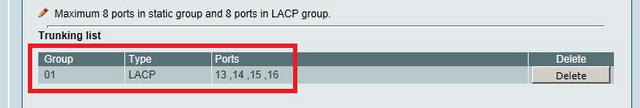 Maximum 8 ports in static group and 8 ports in LACP group.
Trunking list
Group Type Ports Delete
01 LACP 13 ,14 ,15 ,16 Delete